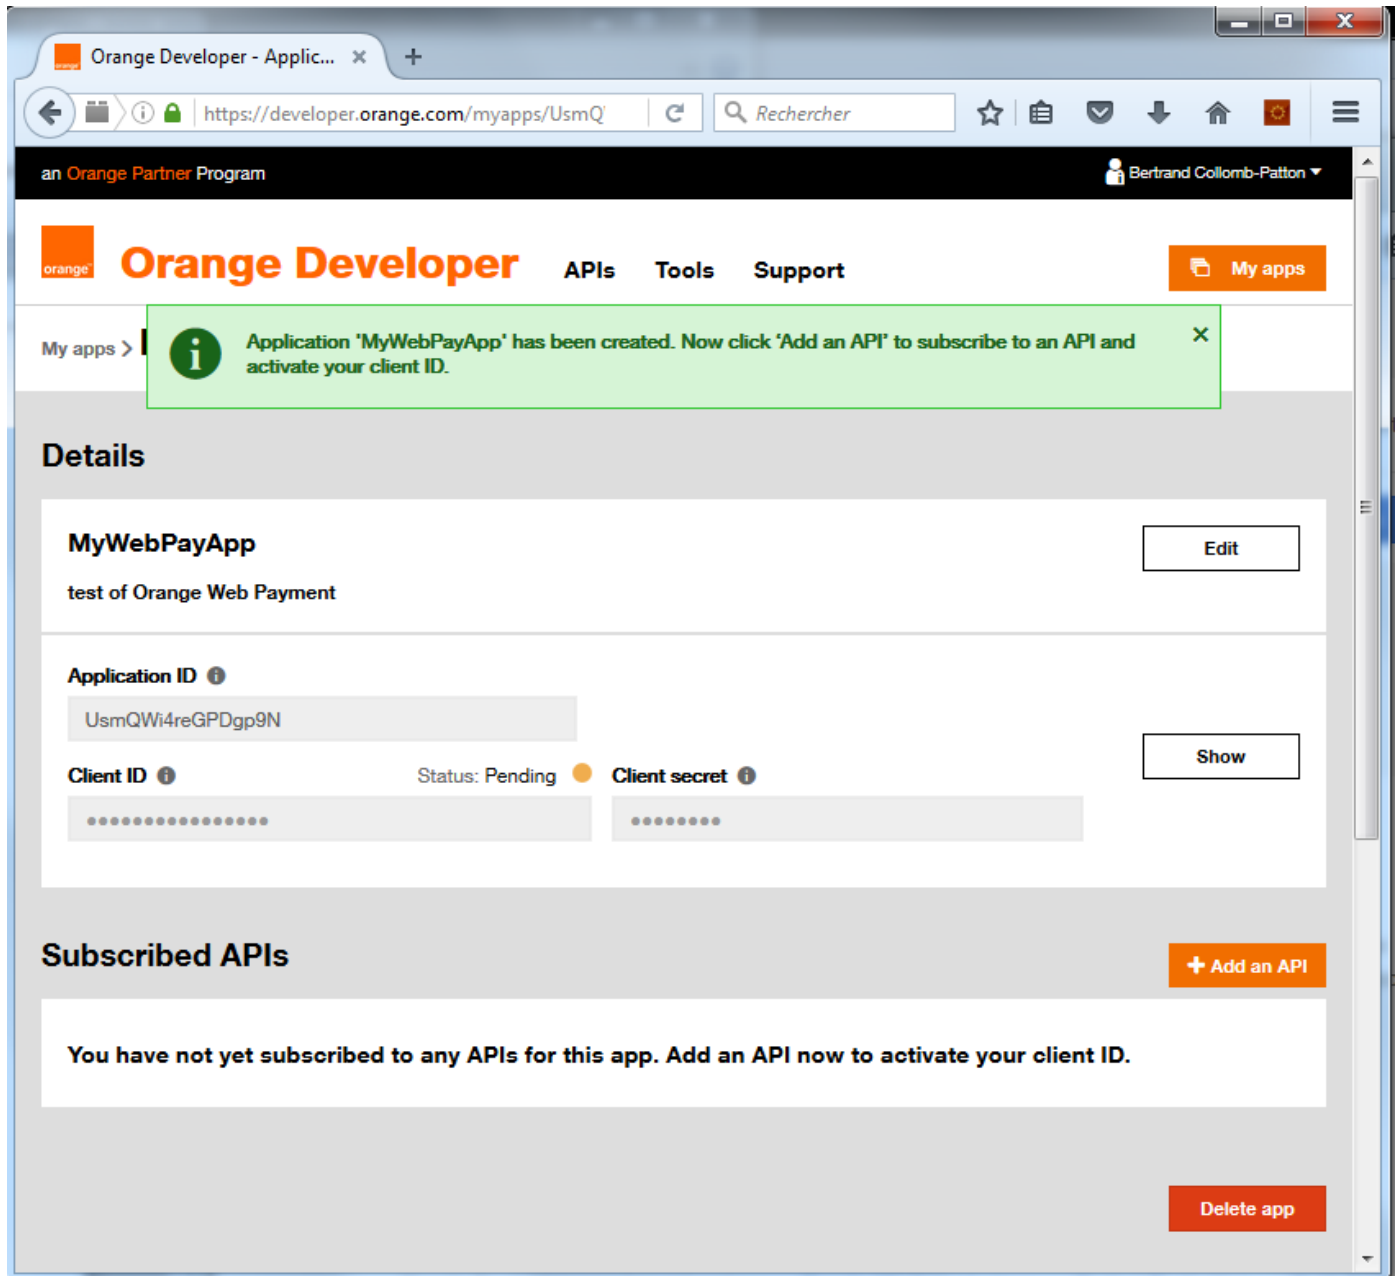 Orange Developer - Applic...
https://developer.orange.com/myapps/UsmQ
Rechercher
an Orange Partner Program
Bertrand Collomb-Patton
orange
Orange Developer
APIs
Tools
Support
My apps
My apps >
Application 'MyWebPayApp' has been created. Now click 'Add an API' to subscribe to an API and
activate your client ID.
Details
MyWebPayApp
Edit
test of Orange Web Payment
Application ID
UsmQWi4reGPDgp9N
Show
Client ID
Status: Pending
Client secret
••••••••••••••••
••••••••
Subscribed APIs
+ Add an API
You have not yet subscribed to any APIs for this app. Add an API now to activate your client ID.
Delete app